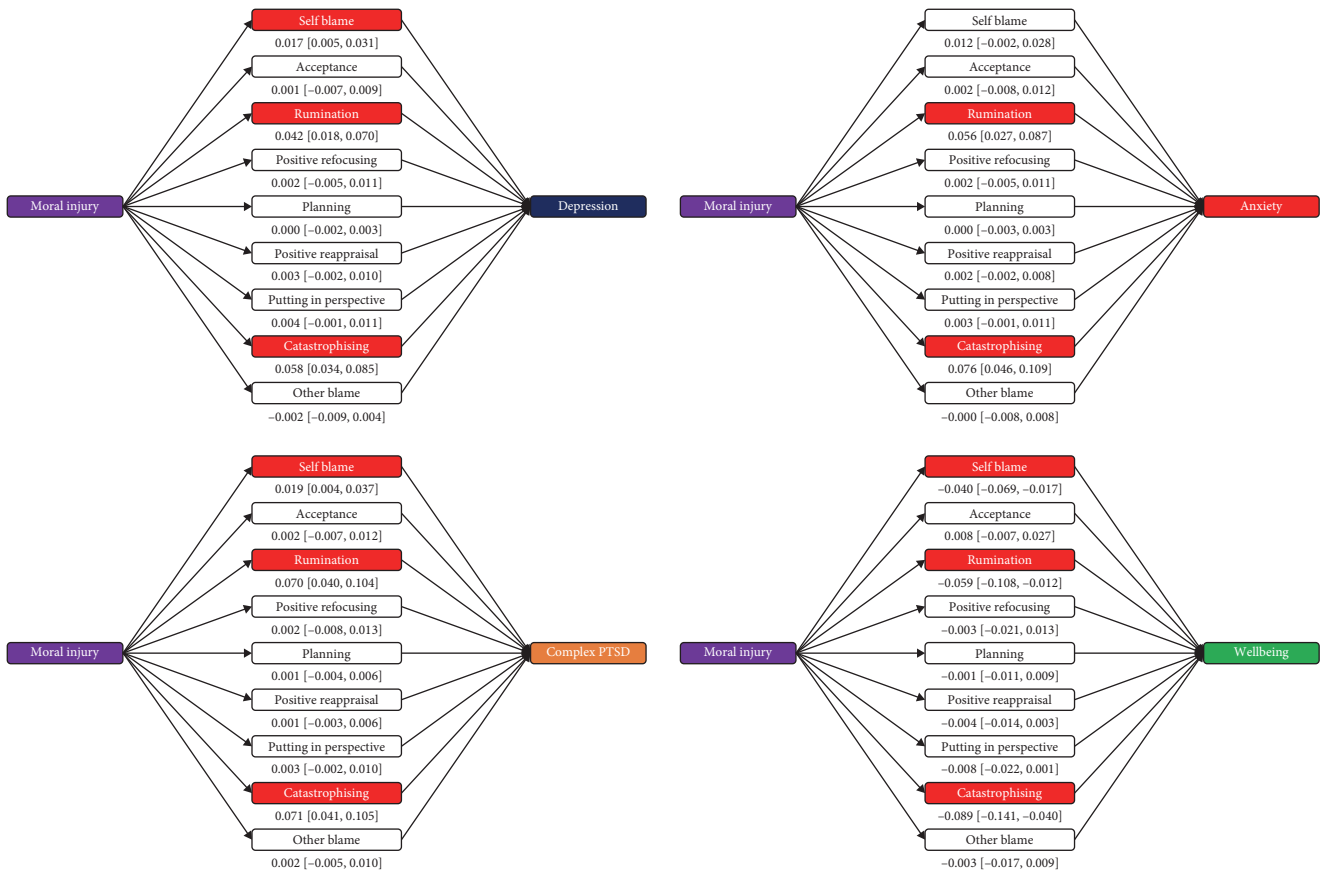 Self blame
0.017 [0.005, 0.031]
Acceptance
0.001 [–0.007, 0.009]
Rumination
0.042 [0.018, 0.070]
Positive refocusing
0.002 [–0.005, 0.011]
Moral injury
Planning
Depression
0.000 [–0.002, 0.003]
Positive reappraisal
0.003 [–0.002, 0.010]
Putting in perspective
0.004 [–0.001, 0.011]
Catastrophising
0.058 [0.034, 0.085]
Other blame
–0.002 [–0.009, 0.004]
Self blame
0.012 [–0.002, 0.028]
Acceptance
0.002 [–0.008, 0.012]
Rumination
0.056 [0.027, 0.087]
Positive refocusing
0.002 [–0.005, 0.011]
Moral injury
Planning
Anxiety
0.000 [–0.003, 0.003]
Positive reappraisal
0.002 [–0.002, 0.008]
Putting in perspective
0.003 [–0.001, 0.011]
Catastrophising
0.076 [0.046, 0.109]
Other blame
–0.000 [–0.008, 0.008]
Self blame
0.019 [0.004, 0.037]
Acceptance
0.002 [–0.007, 0.012]
Rumination
0.070 [0.040, 0.104]
Positive refocusing
0.002 [–0.008, 0.013]
Moral injury
Planning
Complex PTSD
0.001 [–0.004, 0.006]
Positive reappraisal
0.001 [–0.003, 0.006]
Putting in perspective
0.003 [–0.002, 0.010]
Catastrophising
0.071 [0.041, 0.105]
Other blame
0.002 [–0.005, 0.010]
Self blame
–0.040 [–0.069, –0.017]
Acceptance
0.008 [–0.007, 0.027]
Rumination
–0.059 [–0.108, –0.012]
Positive refocusing
–0.003 [–0.021, 0.013]
Moral injury
Planning
Wellbeing
–0.001 [–0.011, 0.009]
Positive reappraisal
–0.004 [–0.014, 0.003]
Putting in perspective
–0.008 [–0.022, 0.001]
Catastrophising
–0.089 [–0.141, –0.040]
Other blame
–0.003 [–0.017, 0.009]